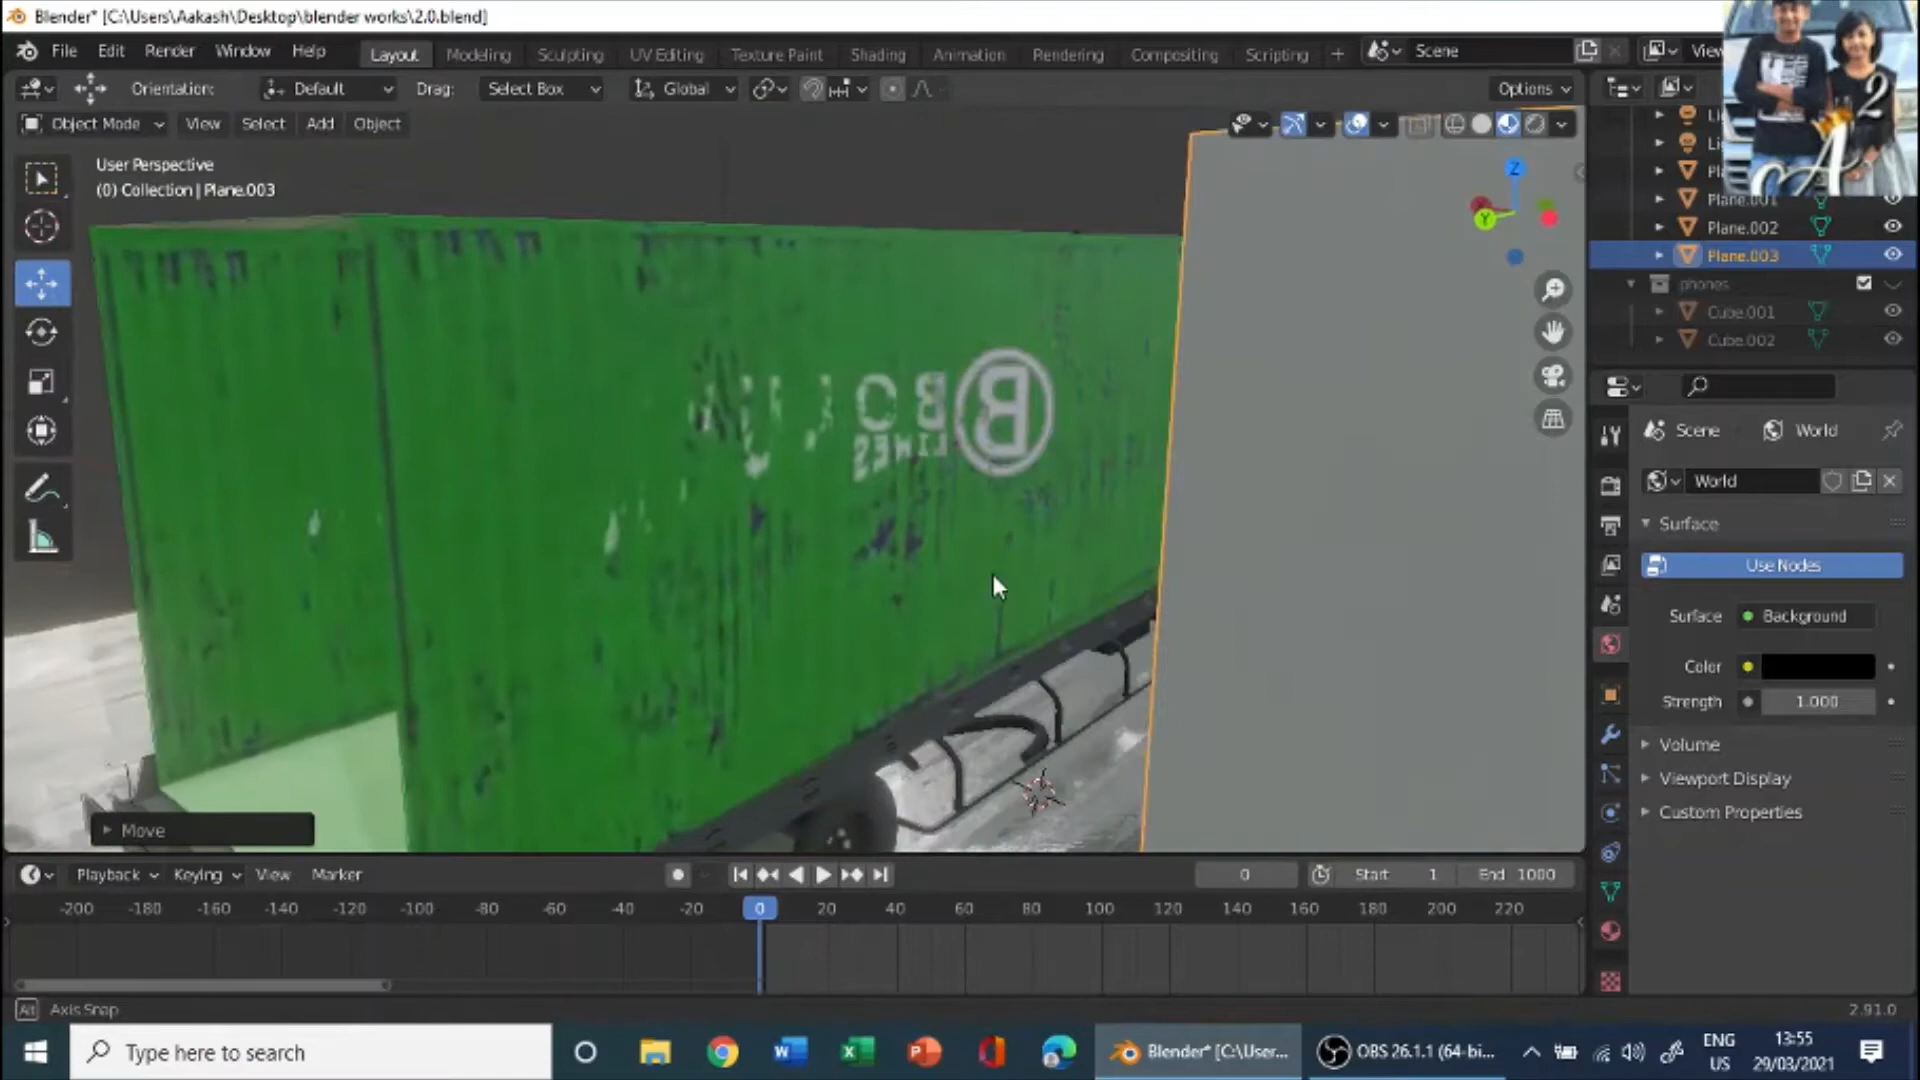 Blender* [C:\Users\Aakash\Desktop\blender works\2.0.blend]
File Edit Render Window Help Layout Modeling Sculpting UV Editing Texture Paint Shading Animation Rendering Compositing Scripting + Scene
Orientation: Default Drag: Select Box Global Options
Object Mode View Select Add Object
User Perspective
(0) Collection | Plane.003
Z
Y
A 2
Plane.001
Plane.002
Plane.003
phones
Cube.001
Cube.002
B
LINES
Scene World
World
Surface
Use Nodes
Surface Background
Color
Strength 1.000
Volume
Viewport Display
Custom Properties
Move
Playback Keying View Marker 0 Start 1 End 1000
-200 -180 -160 -140 -120 -100 -80 -60 -40 -20 0 20 40 60 80 100 120 140 160 180 200 220
Alt Axis Snap 2.91.0
Type here to search Blender* [C:\User... OBS 26.1.1 (64-bi... ENG US 13:55 29/03/2021